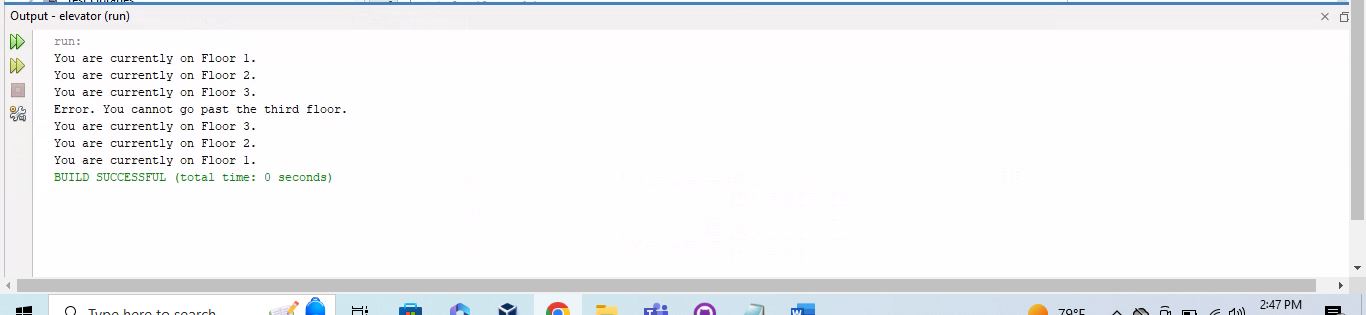 Output - elevator (run)
run:
You are currently on Floor 1.
You are currently on Floor 2.
You are currently on Floor 3.
Error. You cannot go past the third floor.
You are currently on Floor 3.
You are currently on Floor 2.
You are currently on Floor 1.
BUILD SUCCESSFUL (total time: 0 seconds)
Type here to search
79°F
2:47 PM